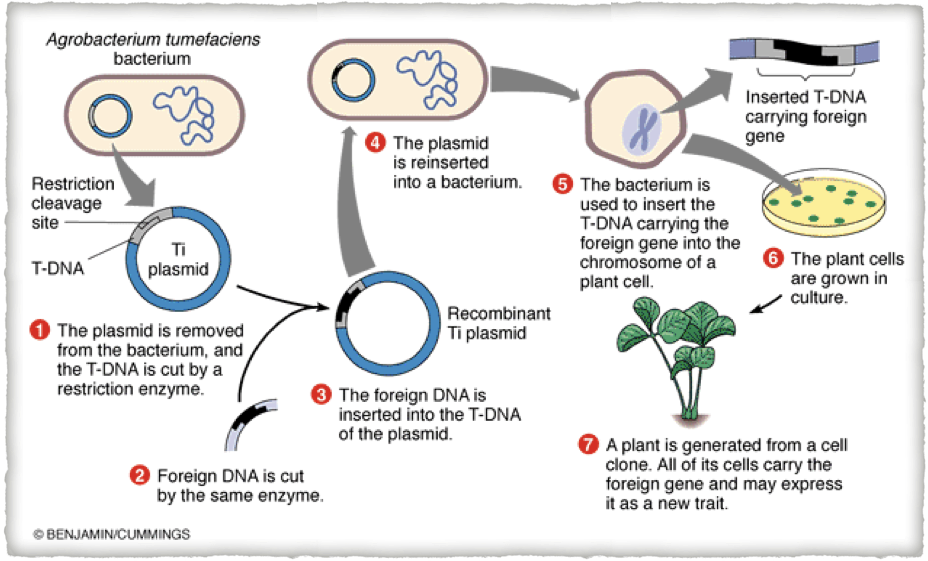 Agrobacterium tumefaciens
bacterium
Restriction
cleavage
site
T-DNA
Ti
plasmid
1 The plasmid is removed
from the bacterium, and
the T-DNA is cut by a
restriction enzyme.
2 Foreign DNA is cut
by the same enzyme.
Recombinant
Ti plasmid
3 The foreign DNA is
inserted into the T-DNA
of the plasmid.
4 The plasmid
is reinserted
into a bacterium.
5 The bacterium is
used to insert the
T-DNA carrying the
foreign gene into the
chromosome of a
plant cell.
Inserted T-DNA
carrying foreign
gene
6 The plant cells
are grown in
culture.
7 A plant is generated from a cell
clone. All of its cells carry the
foreign gene and may express
it as a new trait.
© BENJAMIN/CUMMINGS